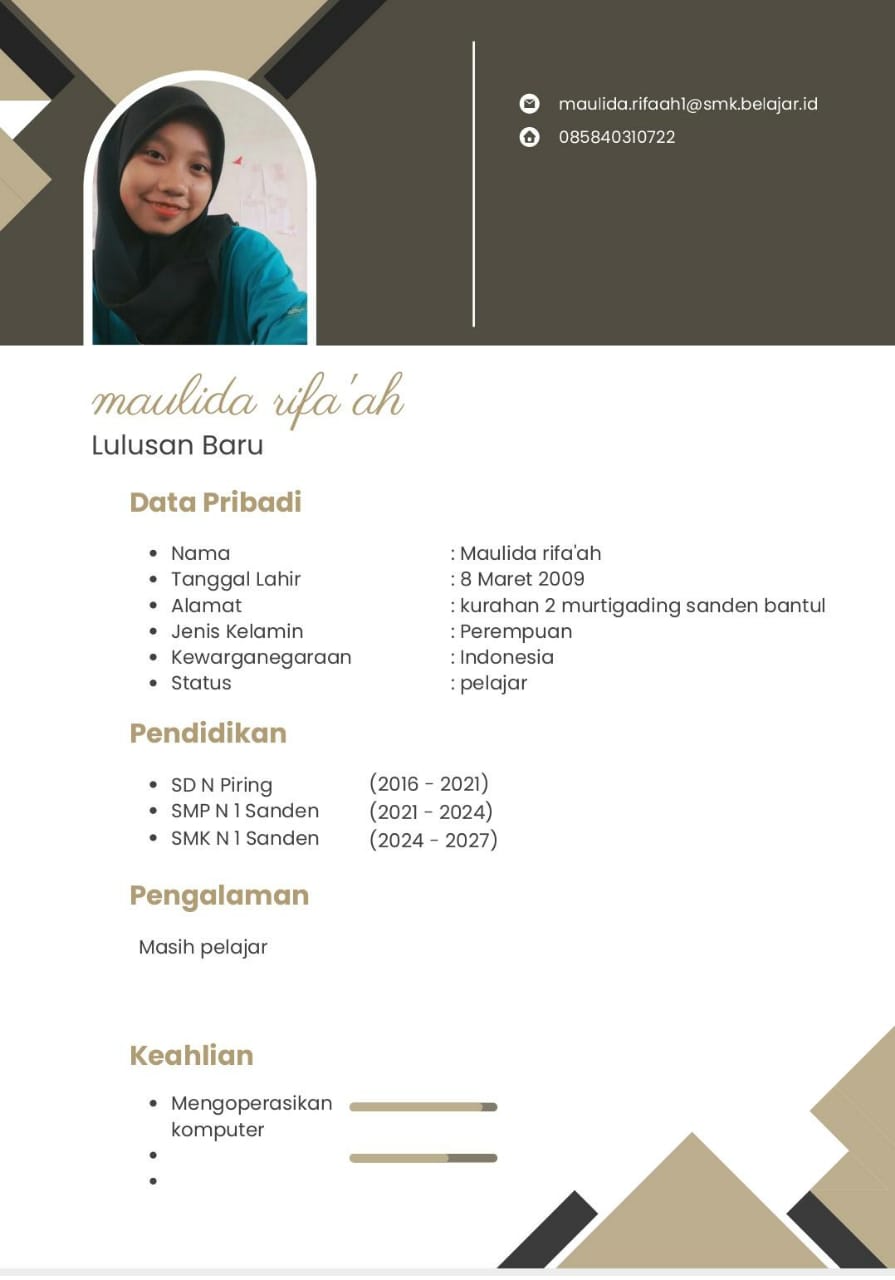 maulida.rifaah1@smk.belajar.id
085840310722
maulida rifa'ah
Lulusan Baru
Data Pribadi
• Nama : Maulida rifa'ah
• Tanggal Lahir : 8 Maret 2009
• Alamat : kurahan 2 murtigading sanden bantul
• Jenis Kelamin : Perempuan
• Kewarganegaraan : Indonesia
• Status : pelajar
Pendidikan
• SD N Piring (2016 - 2021)
• SMP N 1 Sanden (2021 - 2024)
• SMK N 1 Sanden (2024 - 2027)
Pengalaman
Masih pelajar
Keahlian
• Mengoperasikan
komputer
•
•